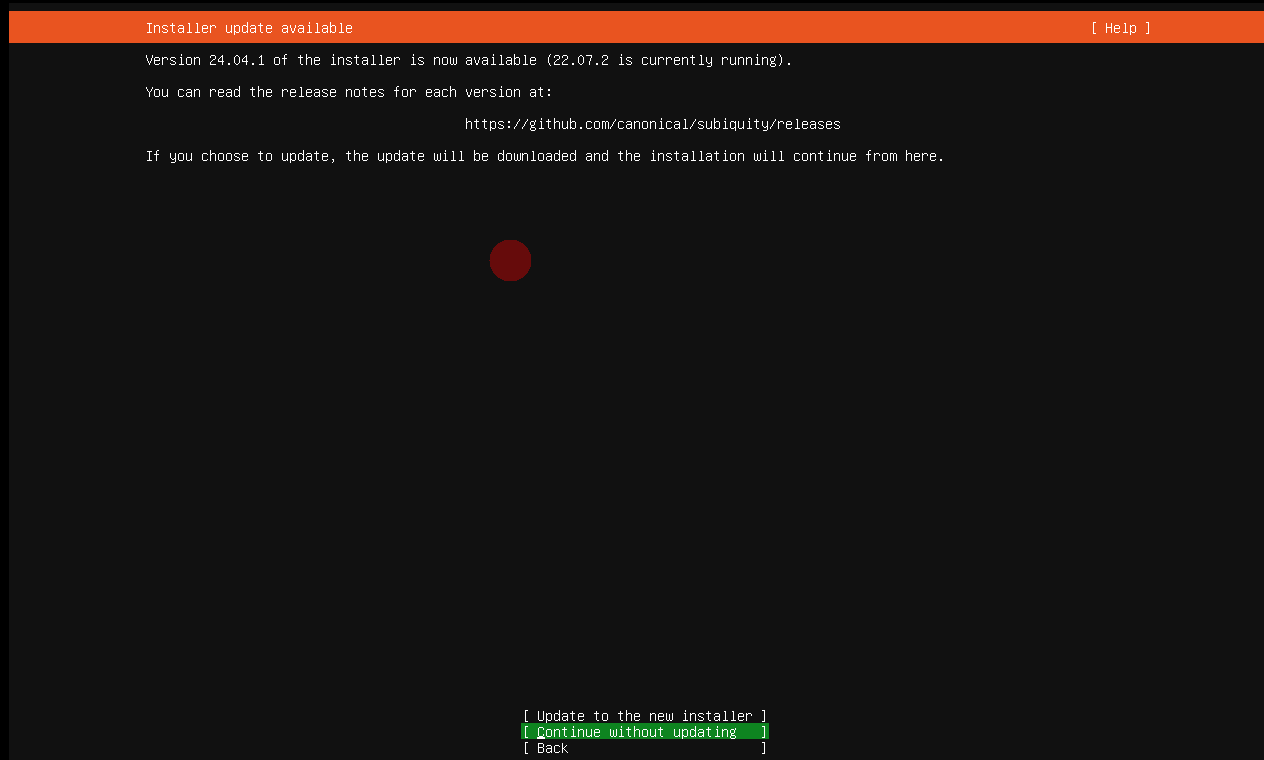 Installer update available [ Help ]
Version 24.04.1 of the installer is now available (22.07.2 is currently running).
You can read the release notes for each version at:
https://github.com/canonical/subiquity/releases
If you choose to update, the update will be downloaded and the installation will continue from here.
[ Update to the new installer ]
[ Continue without updating ]
[ Back ]